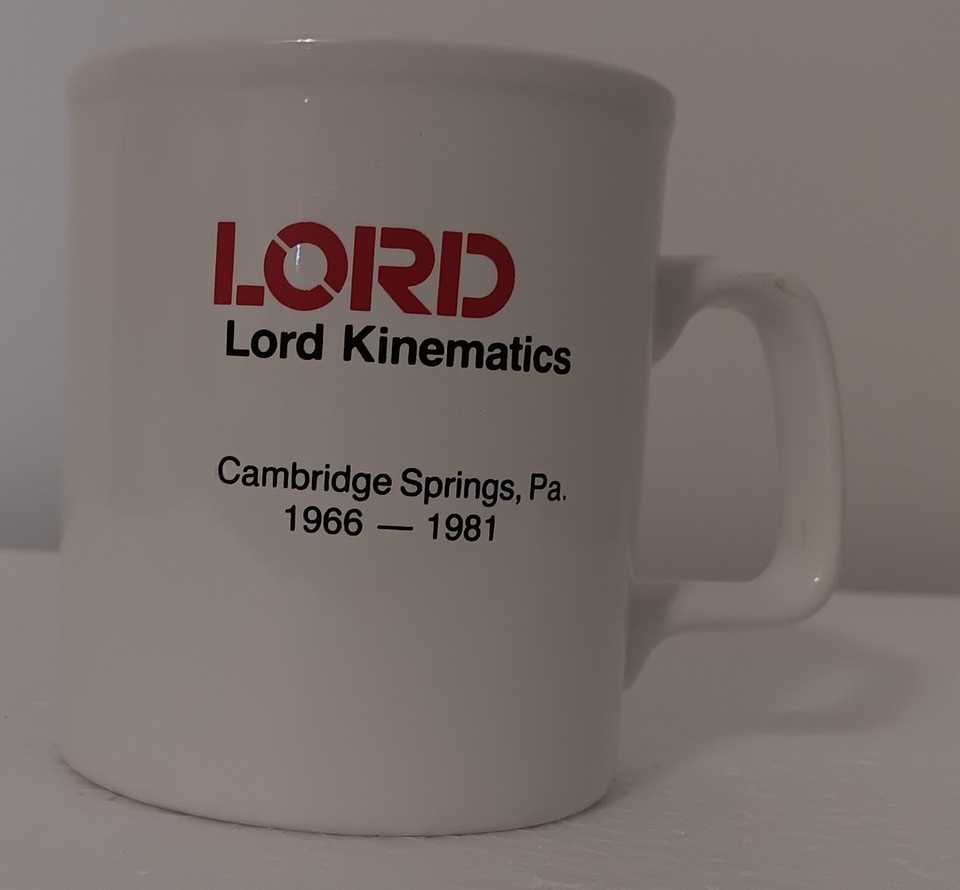 LORD
Lord Kinematics
Cambridge Springs, Pa.
1966 — 1981